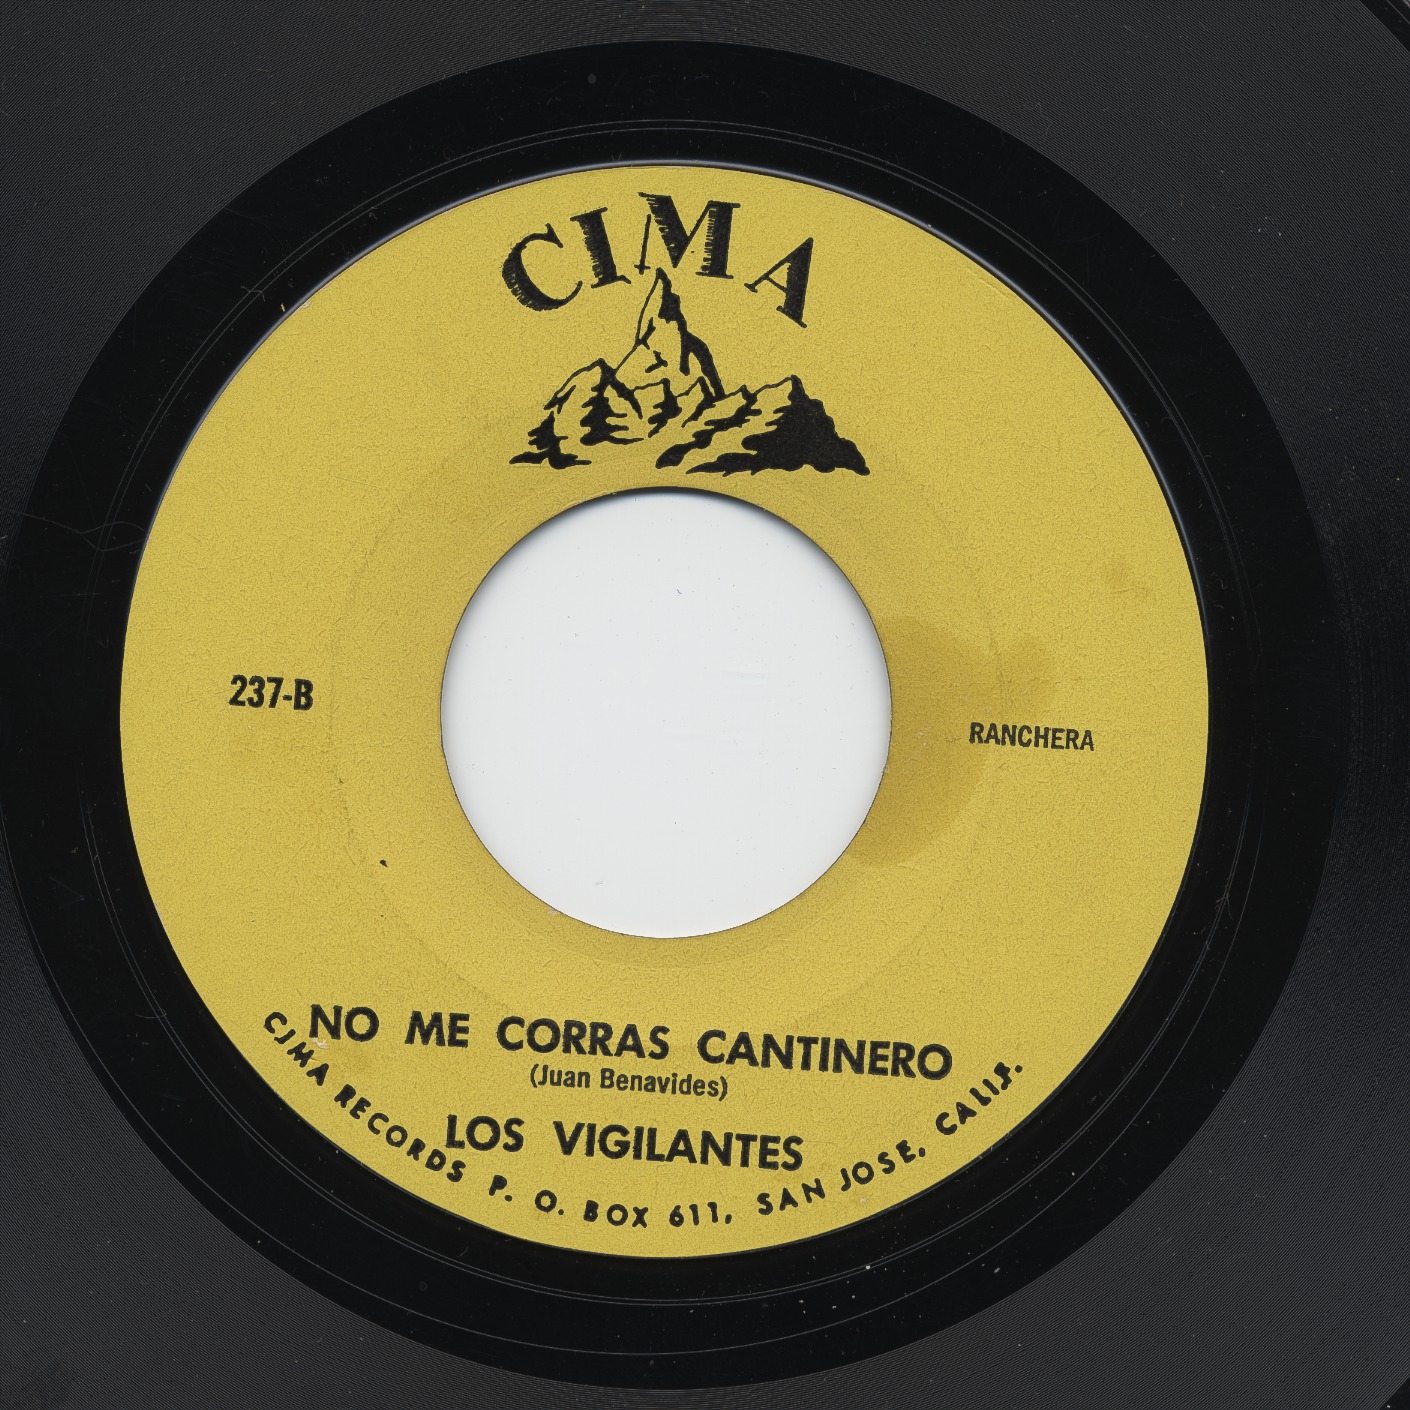 CIMA
237-B
RANCHERA
NO ME CORRAS CANTINERO
(Juan Benavides)
LOS VIGILANTES
CIMA RECORDS P. O. BOX 611, SAN JOSE, CALIF.